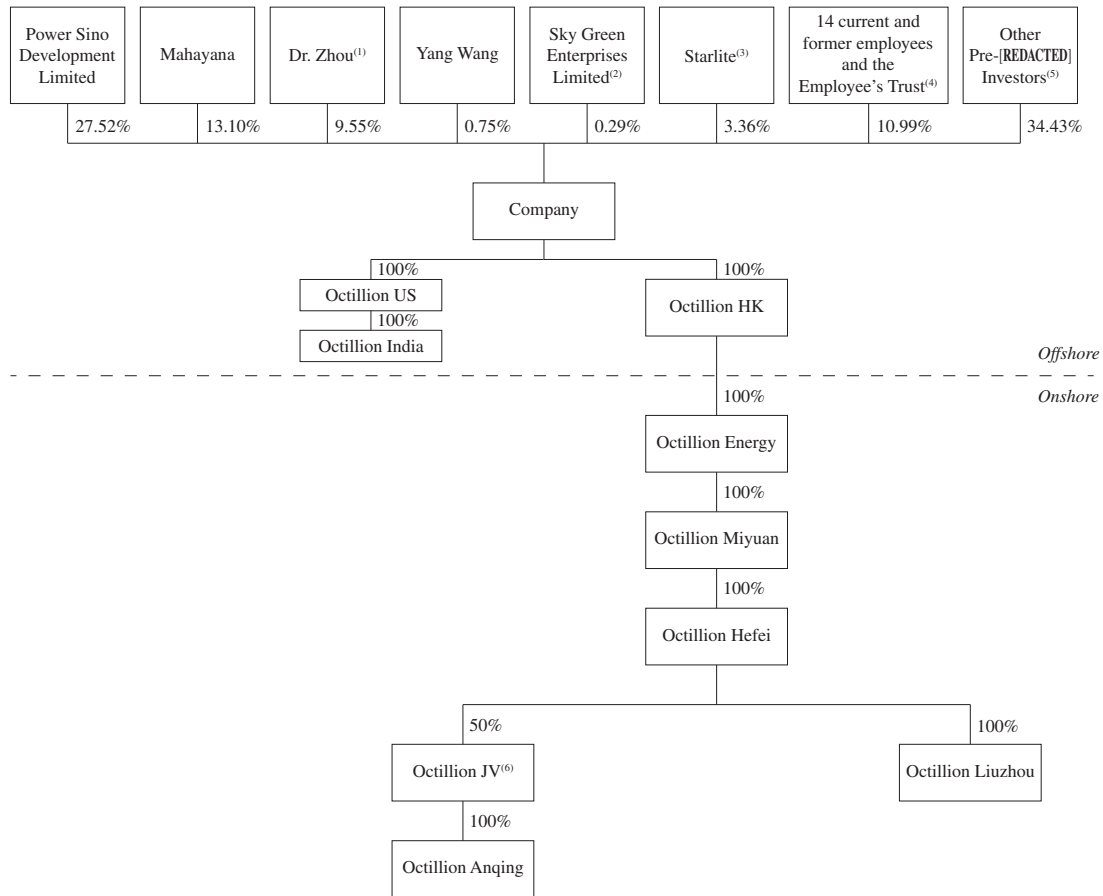 Power Sino
Development
Limited
Mahayana
Dr. Zhou(1)
Yang Wang
Sky Green
Enterprises
Limited(2)
Starlite(3)
14 current and
former employees
and the
Employee's Trust(4)
Other
Pre-[REDACTED]
Investors(5)
27.52%
13.10%
9.55%
0.75%
0.29%
3.36%
10.99%
34.43%
Company
100%
100%
Octillion US
Octillion HK
100%
Octillion India
Offshore
Onshore
100%
Octillion Energy
100%
Octillion Miyuan
100%
Octillion Hefei
50%
100%
Octillion JV(6)
Octillion Liuzhou
100%
Octillion Anqing